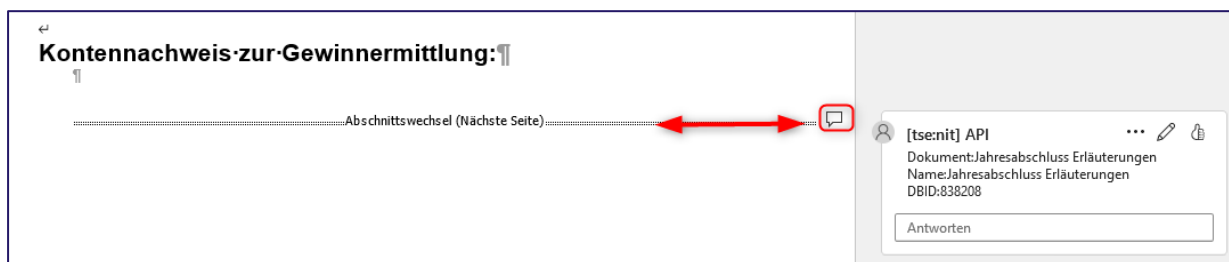 ↵
Kontennachweis·zur·Gewinnermittlung:¶
¶
Abschnittswechsel (Nächste Seite)
[tse:nit] API
Dokument:Jahresabschluss Erläuterungen
Name:Jahresabschluss Erläuterungen
DBID:838208
Antworten